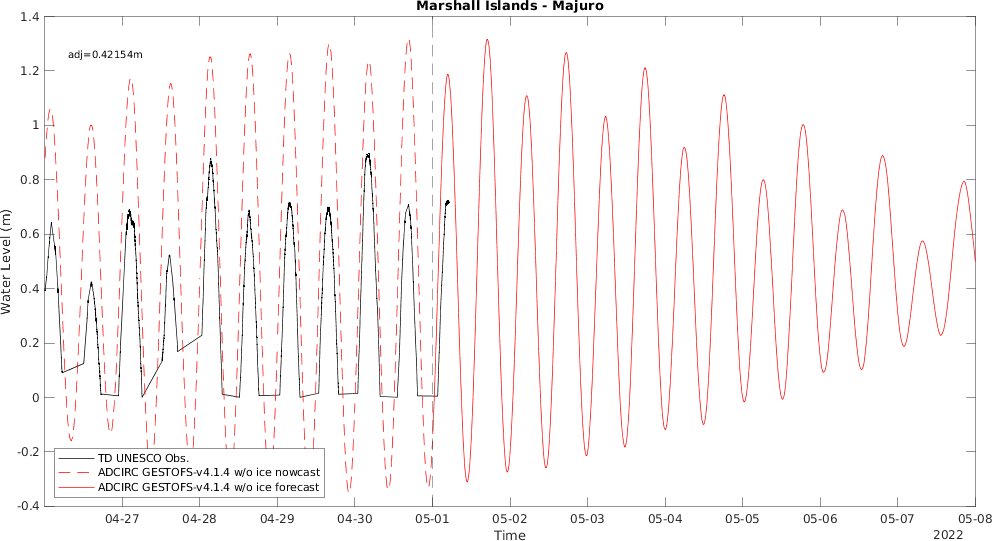 Marshall Islands - Majuro
adj=0.42154m
1.4
1.2
1
0.8
0.6
0.4
0.2
0
-0.2
-0.4
Water Level (m)
TD UNESCO Obs.
ADCIRC GESTOFS-v4.1.4 w/o ice nowcast
ADCIRC GESTOFS-v4.1.4 w/o ice forecast
04-27 04-28 04-29 04-30 05-01 05-02 05-03 05-04 05-05 05-06 05-07 05-08
Time
2022